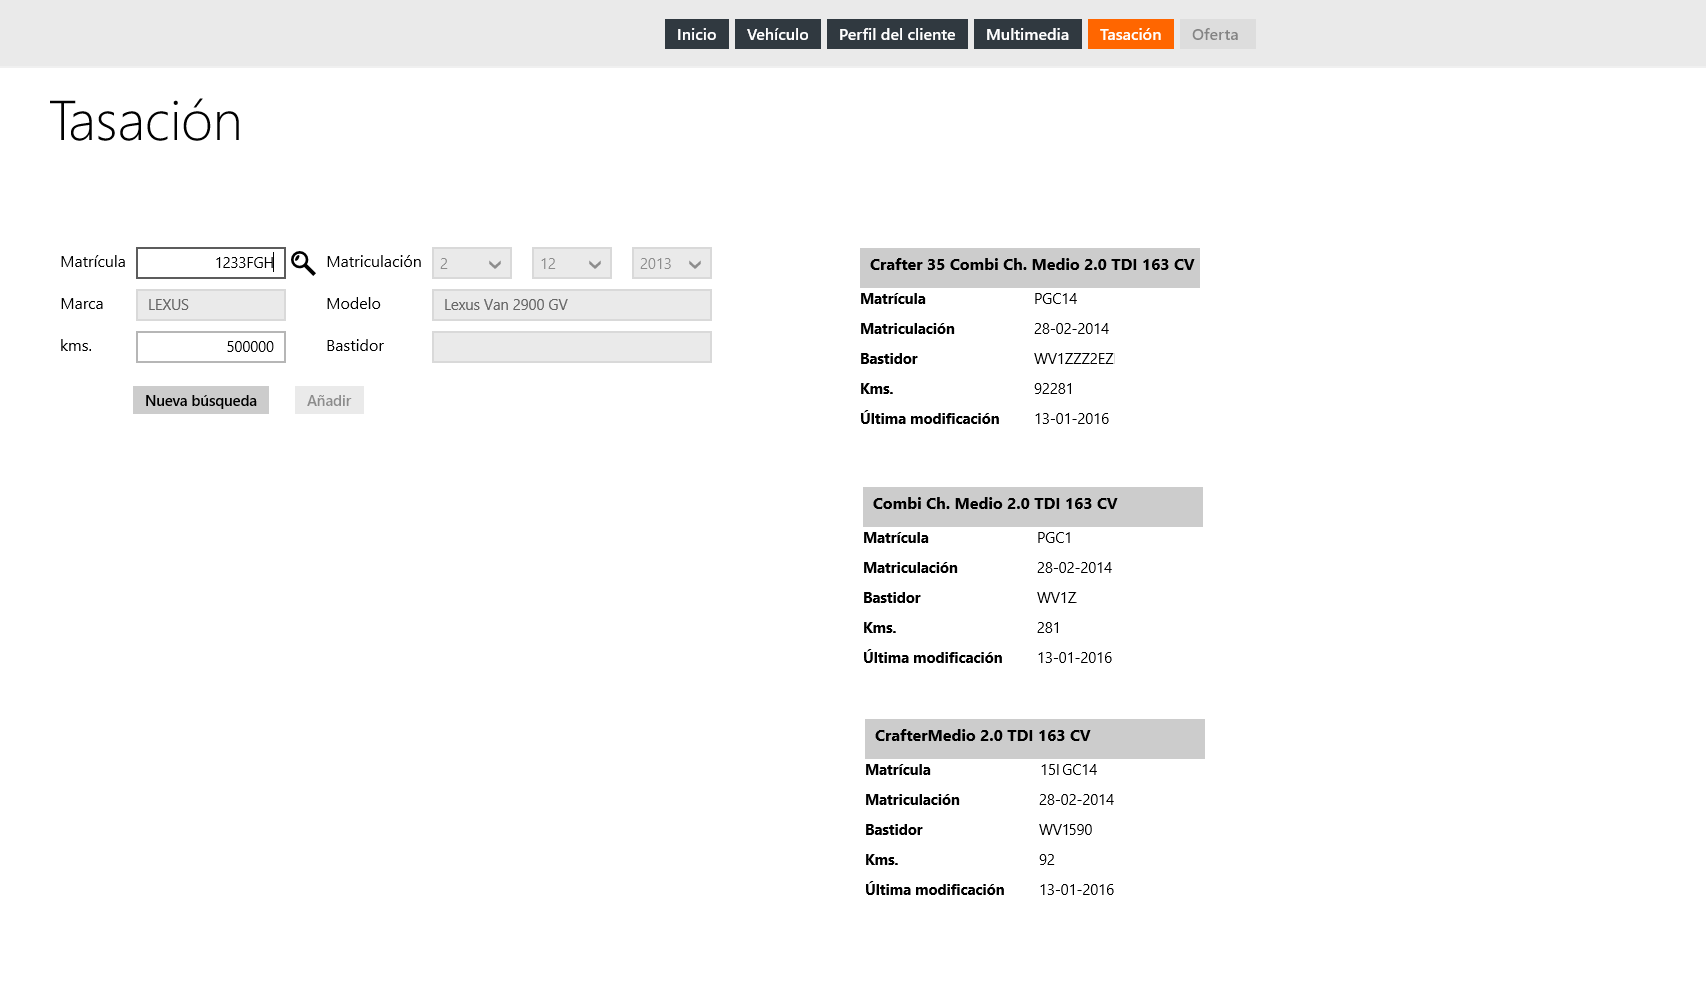 Inicio Vehículo Perfil del cliente Multimedia Tasación Oferta
Tasación
Matrícula 1233FGH Matriculación 2 12 2013
Marca LEXUS Modelo Lexus Van 2900 GV
kms. 500000 Bastidor
Nueva búsqueda Añadir
Crafter 35 Combi Ch. Medio 2.0 TDI 163 CV
Matrícula PGC14
Matriculación 28-02-2014
Bastidor WV1ZZZ2EZ
Kms. 92281
Última modificación 13-01-2016
Combi Ch. Medio 2.0 TDI 163 CV
Matrícula PGC1
Matriculación 28-02-2014
Bastidor WV1Z
Kms. 281
Última modificación 13-01-2016
CrafterMedio 2.0 TDI 163 CV
Matrícula 15I GC14
Matriculación 28-02-2014
Bastidor WV1590
Kms. 92
Última modificación 13-01-2016